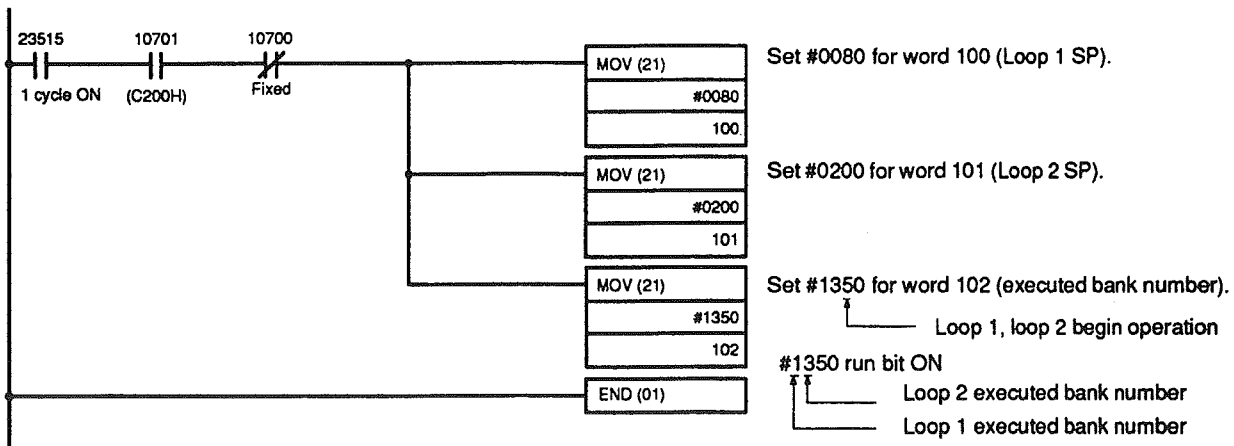 23515 10701 10700
1 cycle ON (C200H) Fixed
MOV (21)
#0080
100
Set #0080 for word 100 (Loop 1 SP).
MOV (21)
#0200
101
Set #0200 for word 101 (Loop 2 SP).
MOV (21)
#1350
102
Set #1350 for word 102 (executed bank number).
Loop 1, loop 2 begin operation
#1350 run bit ON
Loop 2 executed bank number
Loop 1 executed bank number
END (01)